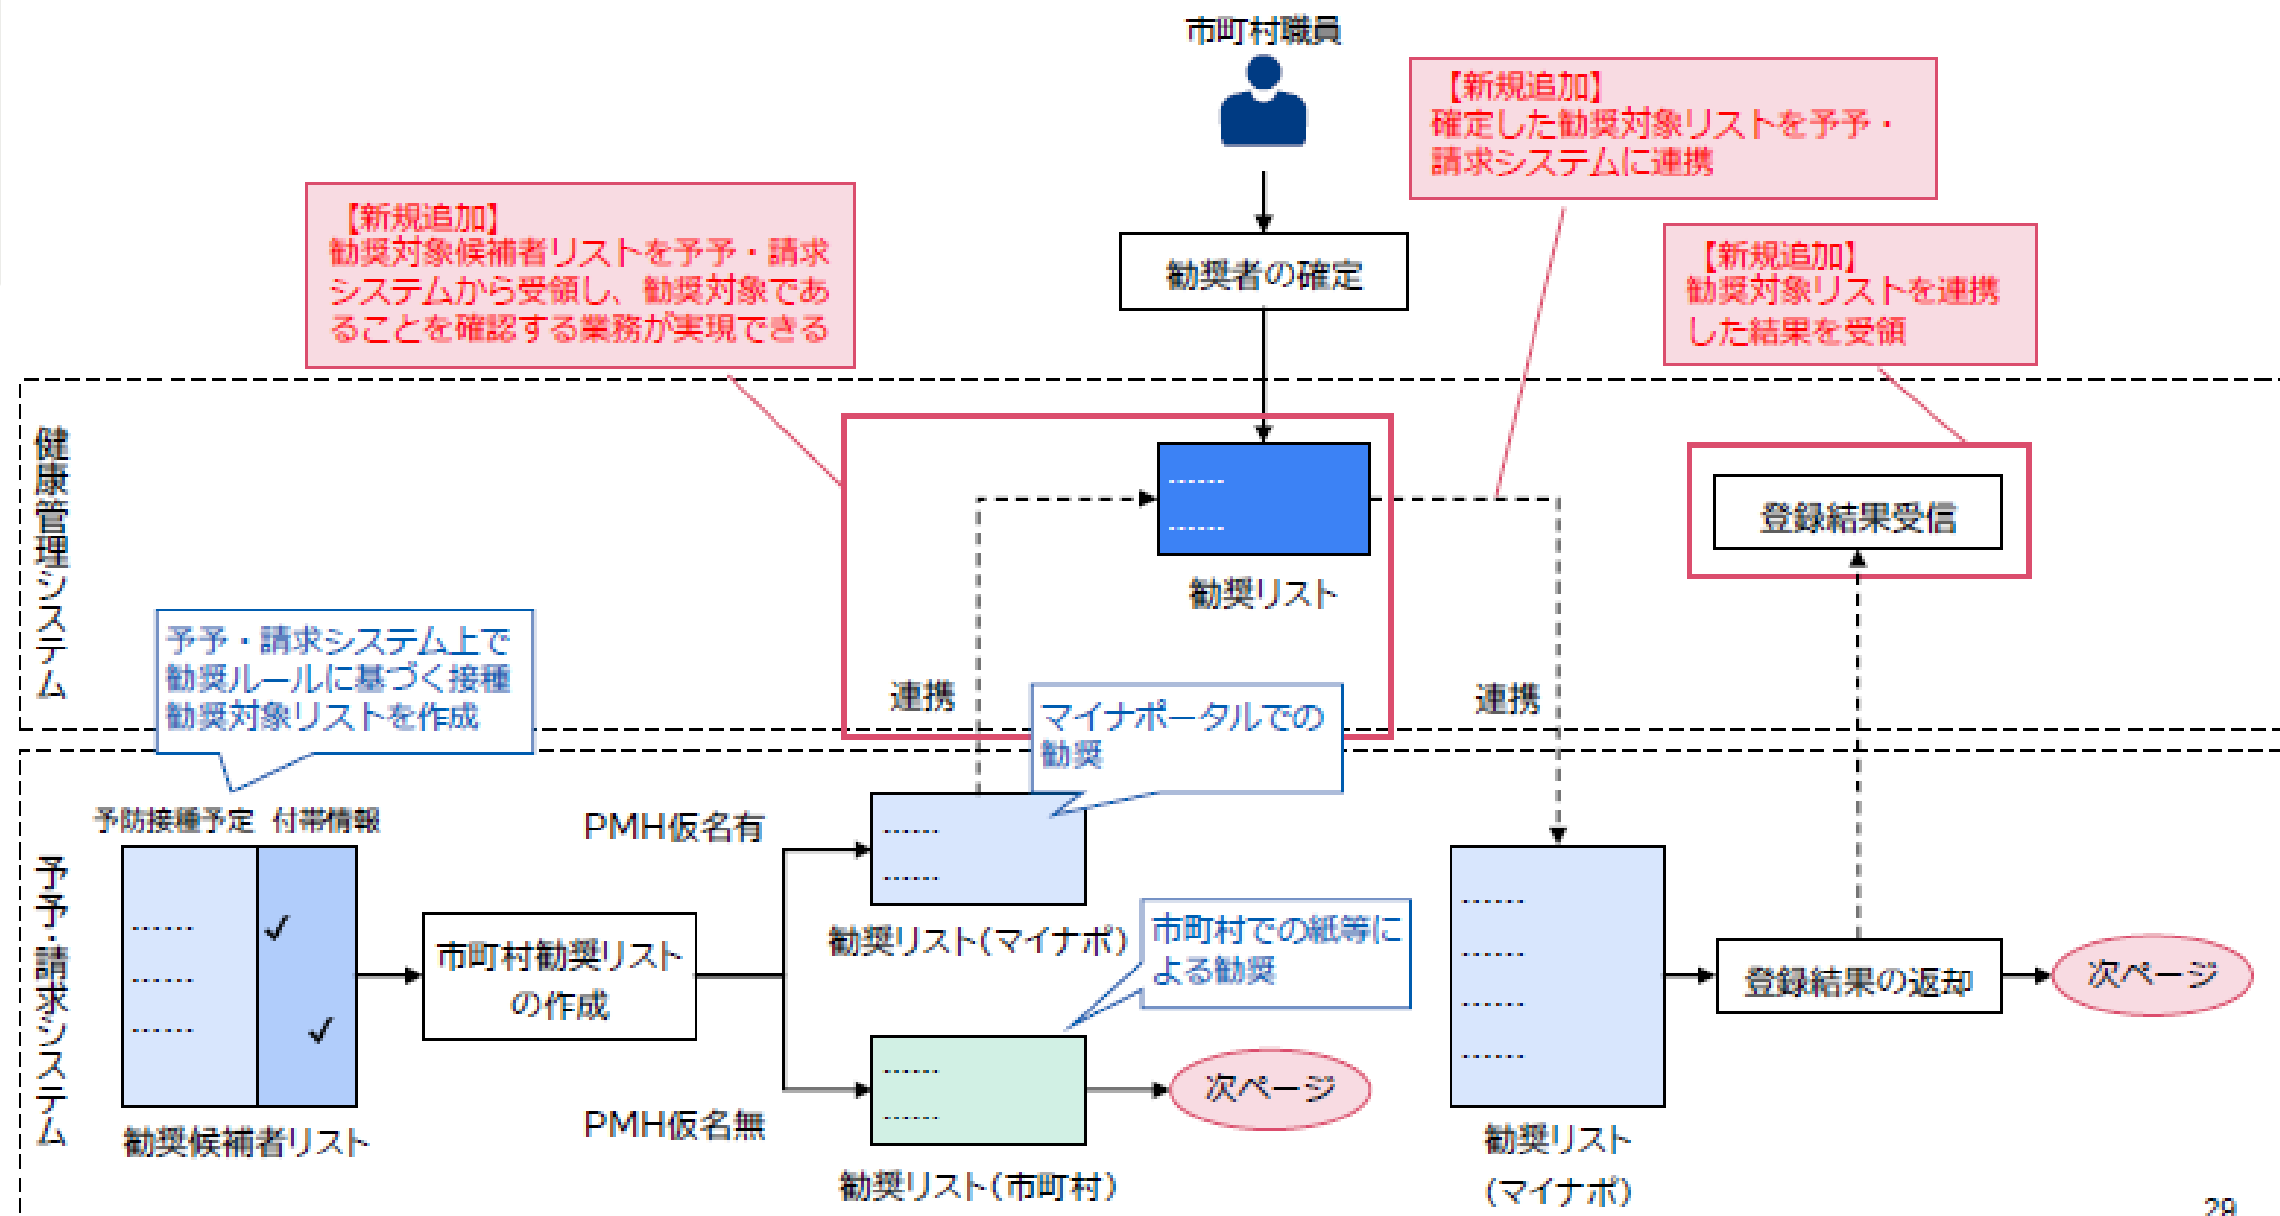 市町村職員
【新規追加】
確定した勧奨対象リストを予予・
請求システムに連携
【新規追加】
勧奨対象候補者リストを予予・請求
システムから受領し、勧奨対象であ
ることを確認する業務が実現できる
勧奨者の確定
【新規追加】
勧奨対象リストを連携
した結果を受領
健康管理システム
登録結果受信
勧奨リスト
予予・請求システム上で
勧奨ルールに基づく接種
勧奨対象リストを作成
連携
マイナポータルでの
勧奨
連携
予予・請求システム
予防接種予定 付帯情報
PMH仮名有
勧奨リスト(マイナポ)
市町村での紙等に
よる勧奨
市町村勧奨リスト
の作成
登録結果の返却
次ページ
次ページ
PMH仮名無
勧奨候補者リスト
勧奨リスト(市町村)
勧奨リスト
(マイナポ)
29